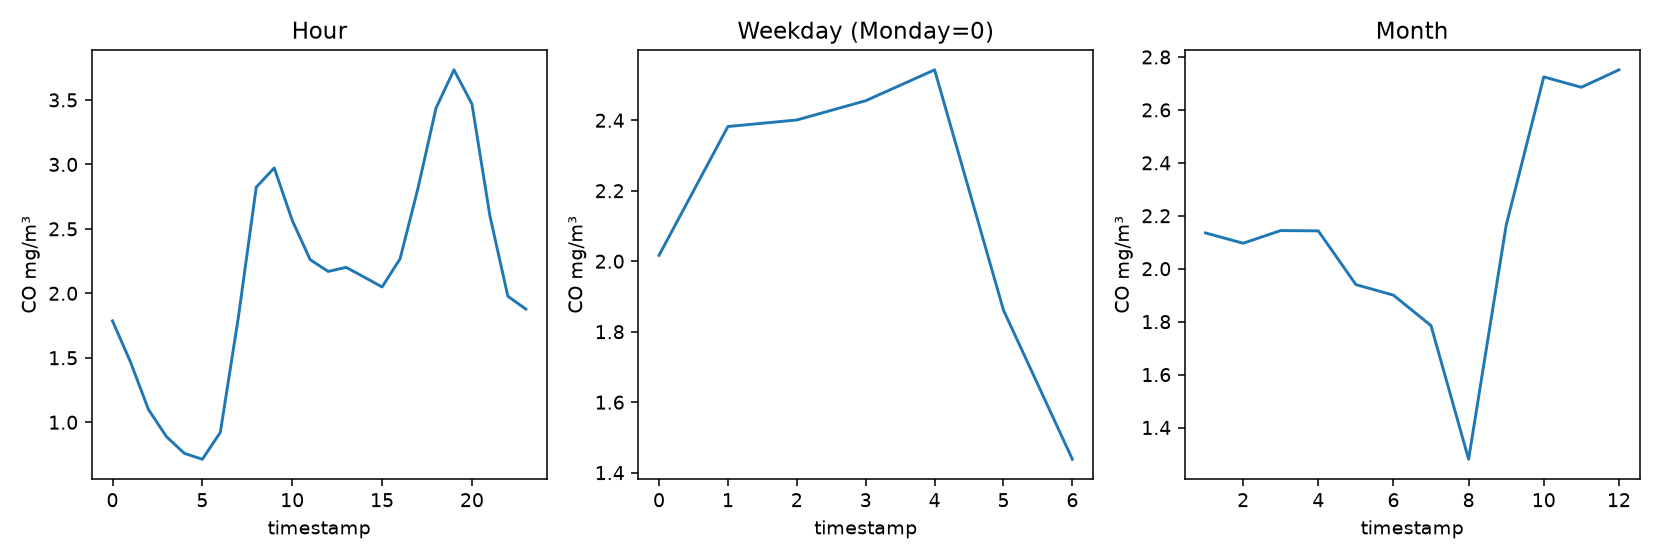 Hour
CO mg/m³
3.5
3.0
2.5
2.0
1.5
1.0
0 5 10 15 20
timestamp
Weekday (Monday=0)
CO mg/m³
2.4
2.2
2.0
1.8
1.6
1.4
0 1 2 3 4 5 6
timestamp
Month
CO mg/m³
2.8
2.6
2.4
2.2
2.0
1.8
1.6
1.4
2 4 6 8 10 12
timestamp